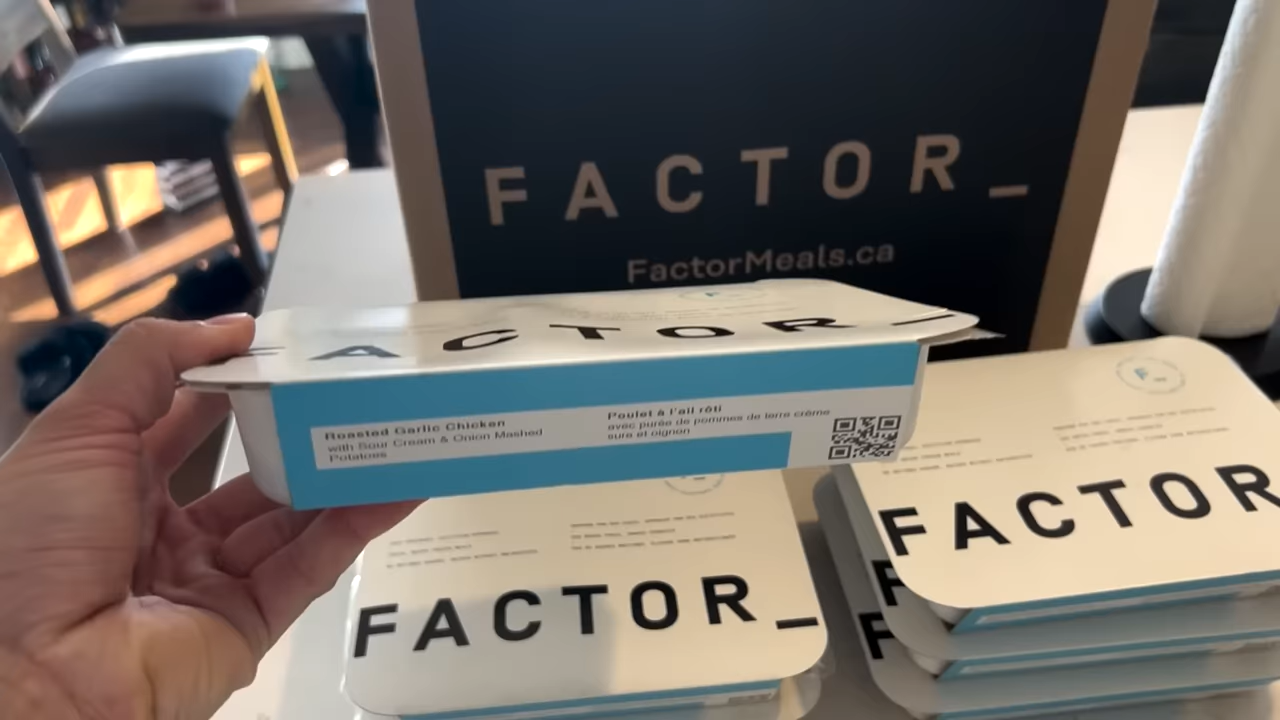 FACTOR_
FactorMeals.ca
FACTOR_
Roasted Garlic Chicken
with Sour Cream & Onion Mashed
Potatoes
Poulet à l'ail rôti
avec purée de pommes de terre crème
sure et oignon
FACTOR_
FACTOR
F
F